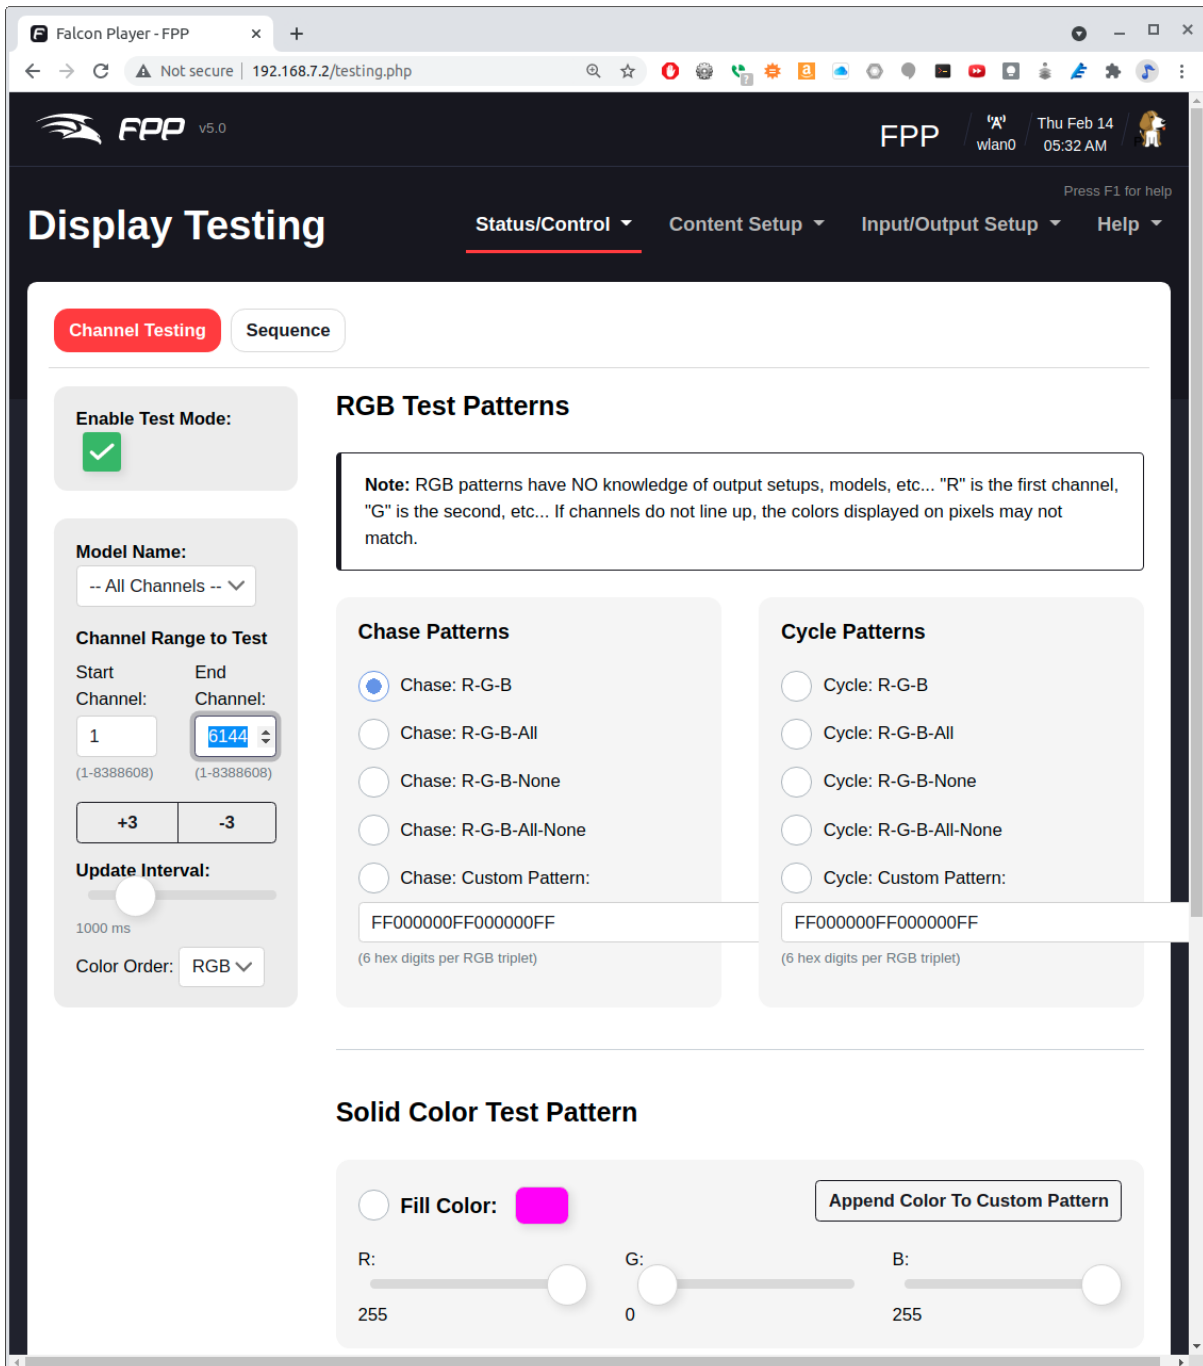 Falcon Player - FPP
Not secure | 192.168.7.2/testing.php
FPP v5.0
FPP
wlan0
Thu Feb 14
05:32 AM
Press F1 for help
Display Testing
Status/Control
Content Setup
Input/Output Setup
Help
Channel Testing
Sequence
Enable Test Mode:
Model Name:
-- All Channels --
Channel Range to Test
Start Channel:
End Channel:
1
6144
(1-8388608)
(1-8388608)
+3
-3
Update Interval:
1000 ms
Color Order: RGB
RGB Test Patterns
Note: RGB patterns have NO knowledge of output setups, models, etc... "R" is the first channel,
"G" is the second, etc... If channels do not line up, the colors displayed on pixels may not
match.
Chase Patterns
Chase: R-G-B
Chase: R-G-B-All
Chase: R-G-B-None
Chase: R-G-B-All-None
Chase: Custom Pattern:
FF000000FF000000FF
(6 hex digits per RGB triplet)
Cycle Patterns
Cycle: R-G-B
Cycle: R-G-B-All
Cycle: R-G-B-None
Cycle: R-G-B-All-None
Cycle: Custom Pattern:
FF000000FF000000FF
(6 hex digits per RGB triplet)
Solid Color Test Pattern
Fill Color:
Append Color To Custom Pattern
R:
255
G:
0
B:
255